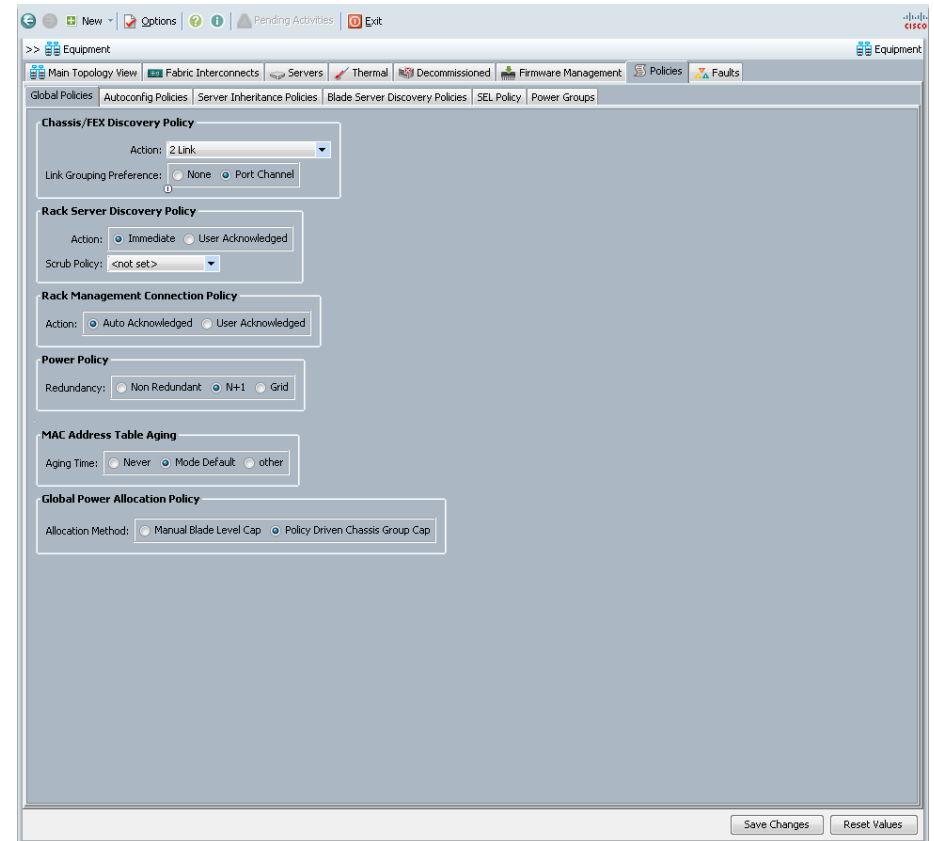 New Options Pending Activities Exit
CISCO
>> Equipment Equipment
Main Topology View Fabric Interconnects Servers Thermal Decommissioned Firmware Management Policies Faults
Global Policies Autoconfig Policies Server Inheritance Policies Blade Server Discovery Policies SEL Policy Power Groups
Chassis/FEX Discovery Policy
Action: 2 Link
Link Grouping Preference: None Port Channel
Rack Server Discovery Policy
Action: Immediate User Acknowledged
Scrub Policy: <not set>
Rack Management Connection Policy
Action: Auto Acknowledged User Acknowledged
Power Policy
Redundancy: Non Redundant N+1 Grid
MAC Address Table Aging
Aging Time: Never Mode Default other
Global Power Allocation Policy
Allocation Method: Manual Blade Level Cap Policy Driven Chassis Group Cap
Save Changes Reset Values